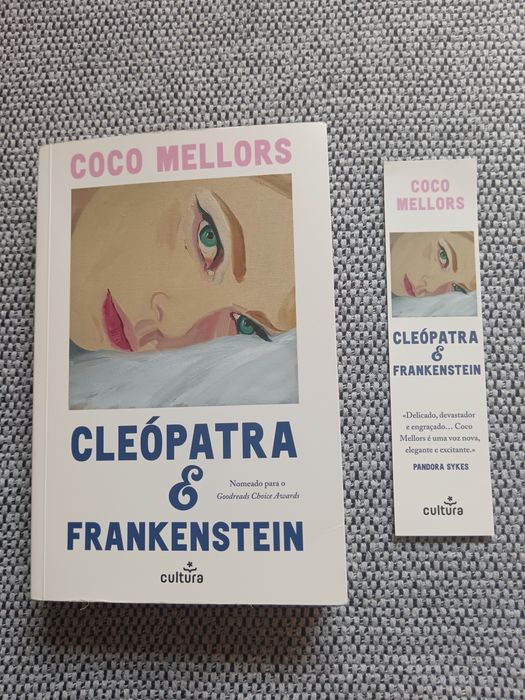 COCO MELLORS
CLEÓPATRA
&
FRANKENSTEIN
Nomeado para o
Goodreads Choice Awards
cultura
COCO
MELLORS
CLEÓPATRA
&
FRANKENSTEIN
«Delicado, devastador
e engraçado... Coco
Mellors é uma voz nova,
elegante e excitante.»
PANDORA SYKES
cultura